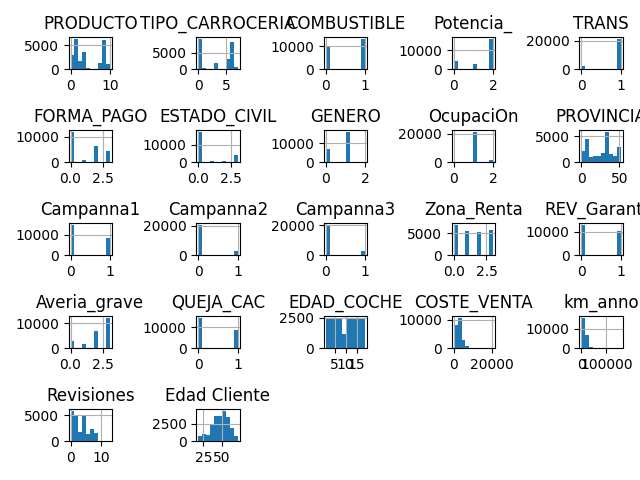 PRODUCTO TIPO_CARROCERIA COMBUSTIBLE Potencia_ TRANS
5000 5000 10000 10000 20000
0 0 0 0 0
0 10 0 5 0 1 0 2 0 1
FORMA_PAGO ESTADO_CIVIL GENERO OcupaciOn PROVINCIA
10000 10000 10000 20000 5000
0 0 0 0 0
0.0 2.5 0.0 2.5 0 2 0 2 0 50
Campanna1 Campanna2 Campanna3 Zona_Renta REV_Garant
10000 20000 20000 5000 10000
0 0 0 0 0
0 1 0 1 0 1 0.0 2.5 0 1
Averia_grave QUEJA_CAC EDAD_COCHE COSTE_VENTA km_anno
10000 10000 2500 10000 10000
0 0 0 0 0
0.0 2.5 0 1 5 10 15 0 20000 0 100000
Revisiones Edad Cliente
5000 2500
0 0
0 10 25 50